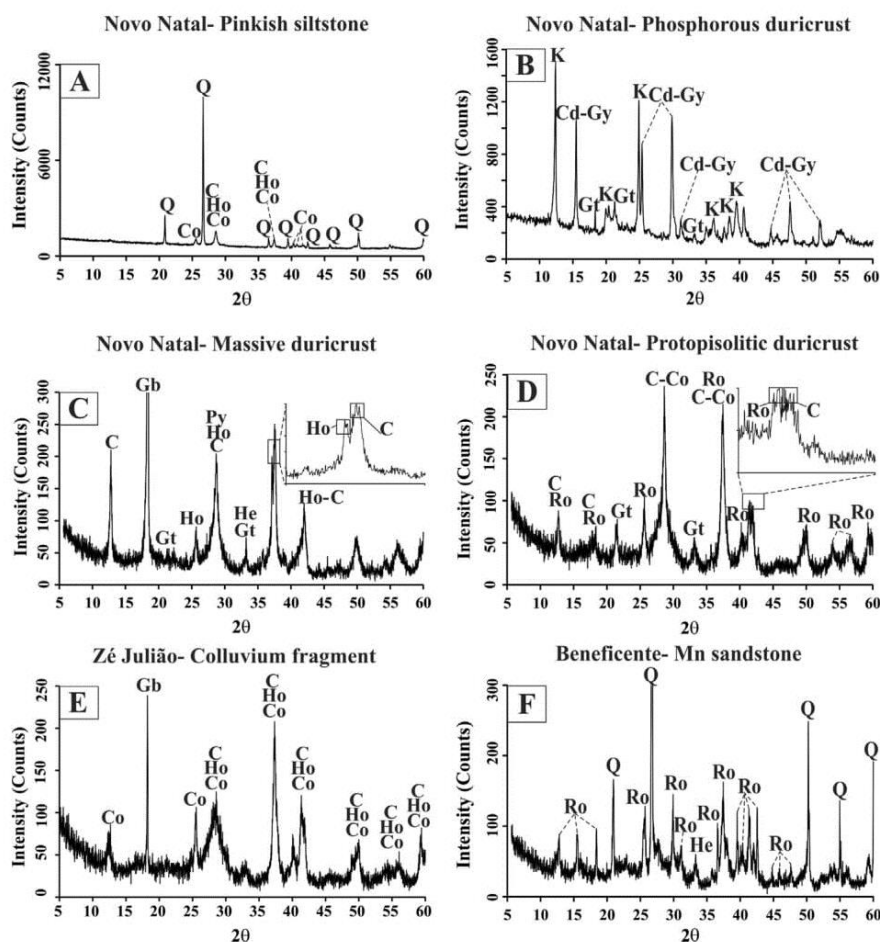 Novo Natal- Pinkish siltstone
A
Intensity (Counts)
12000
6000
0
Q
Q
Co
C
Ho
Co
C
Ho
Co
Q
Q
Co
Q
Q
Q
Q
5 10 15 20 25 30 35 40 45 50 55 60
2θ
Novo Natal- Phosphorous duricrust
B
Intensity (Counts)
1600
1200
800
400
0
K
Cd-Gy
Gt
K
Gt
K
Cd-Gy
Cd-Gy
Gt
K
K
K
Cd-Gy
5 10 15 20 25 30 35 40 45 50 55 60
2θ
Novo Natal- Massive duricrust
C
Intensity (Counts)
300
250
200
150
100
50
0
C
Gb
Gt
Ho
Py
Ho
C
He
Gt
Ho
C
Ho-C
5 10 15 20 25 30 35 40 45 50 55 60
2θ
Novo Natal- Protopisolitic duricrust
D
Intensity (Counts)
250
200
150
100
50
0
C
Ro
C
Ro
Gt
Ro
C-Co
Gt
Ro
C-Co
Ro
C
Ro
Ro
Ro
Ro
5 10 15 20 25 30 35 40 45 50 55 60
2θ
Zé Julião- Colluvium fragment
E
Intensity (Counts)
250
200
150
100
50
0
Co
Gb
Co
C
Ho
Co
C
Ho
Co
C
Ho
Co
C
Ho
Co
C
Ho
Co
C
Ho
Co
5 10 15 20 25 30 35 40 45 50 55 60
2θ
Beneficente- Mn sandstone
F
Intensity (Counts)
300
200
100
0
Ro
Q
Ro
Q
Ro
Ro
He
Ro
Ro
Ro
Ro
Q
Q
Q
5 10 15 20 25 30 35 40 45 50 55 60
2θ